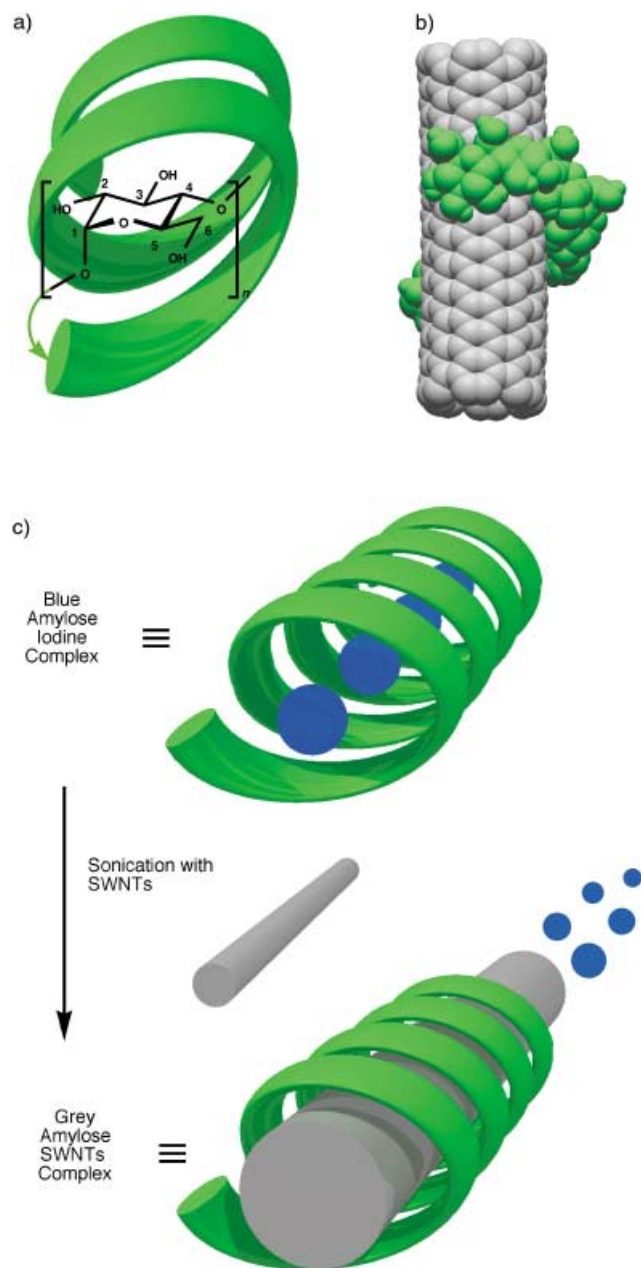 a)
b)
OH
2
3
4
HO
O
O
1
5
6
O
OH
n
c)
Blue
Amylose
Iodine
Complex
≡
Sonication with
SWNTs
Grey
Amylose
SWNTs
Complex
≡